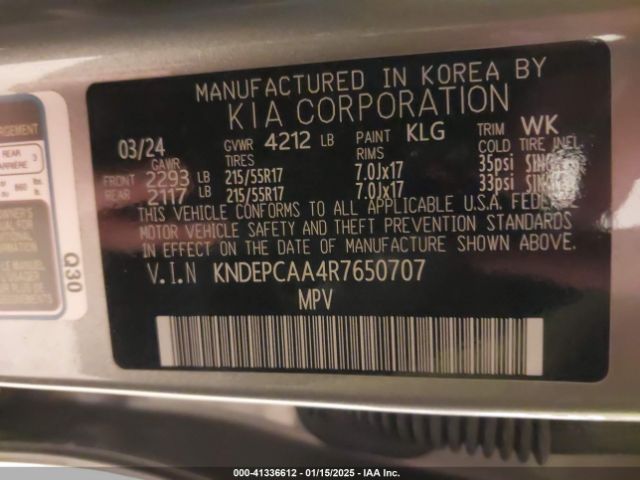 MANUFACTURED IN KOREA BY
KIA CORPORATION
03/24 GVWR 4212 LB PAINT KLG TRIM WK
GAWR TIRES RIMS COLD TIRE INFL.
FRONT 2293 LB 215/55R17 7.0Jx17 35psi
REAR 2117 LB 215/55R17 7.0Jx17 33psi
THIS VEHICLE CONFORMS TO ALL APPLICABLE U.S.A. FEDERAL
MOTOR VEHICLE SAFETY AND THEFT PREVENTION STANDARDS
IN EFFECT ON THE DATE OF MANUFACTURE SHOWN ABOVE.
V.I.N KNDEPCAA4R7650707
MPV
REAR
Q30
000-41336612 - 01/15/2025 - IAA Inc.